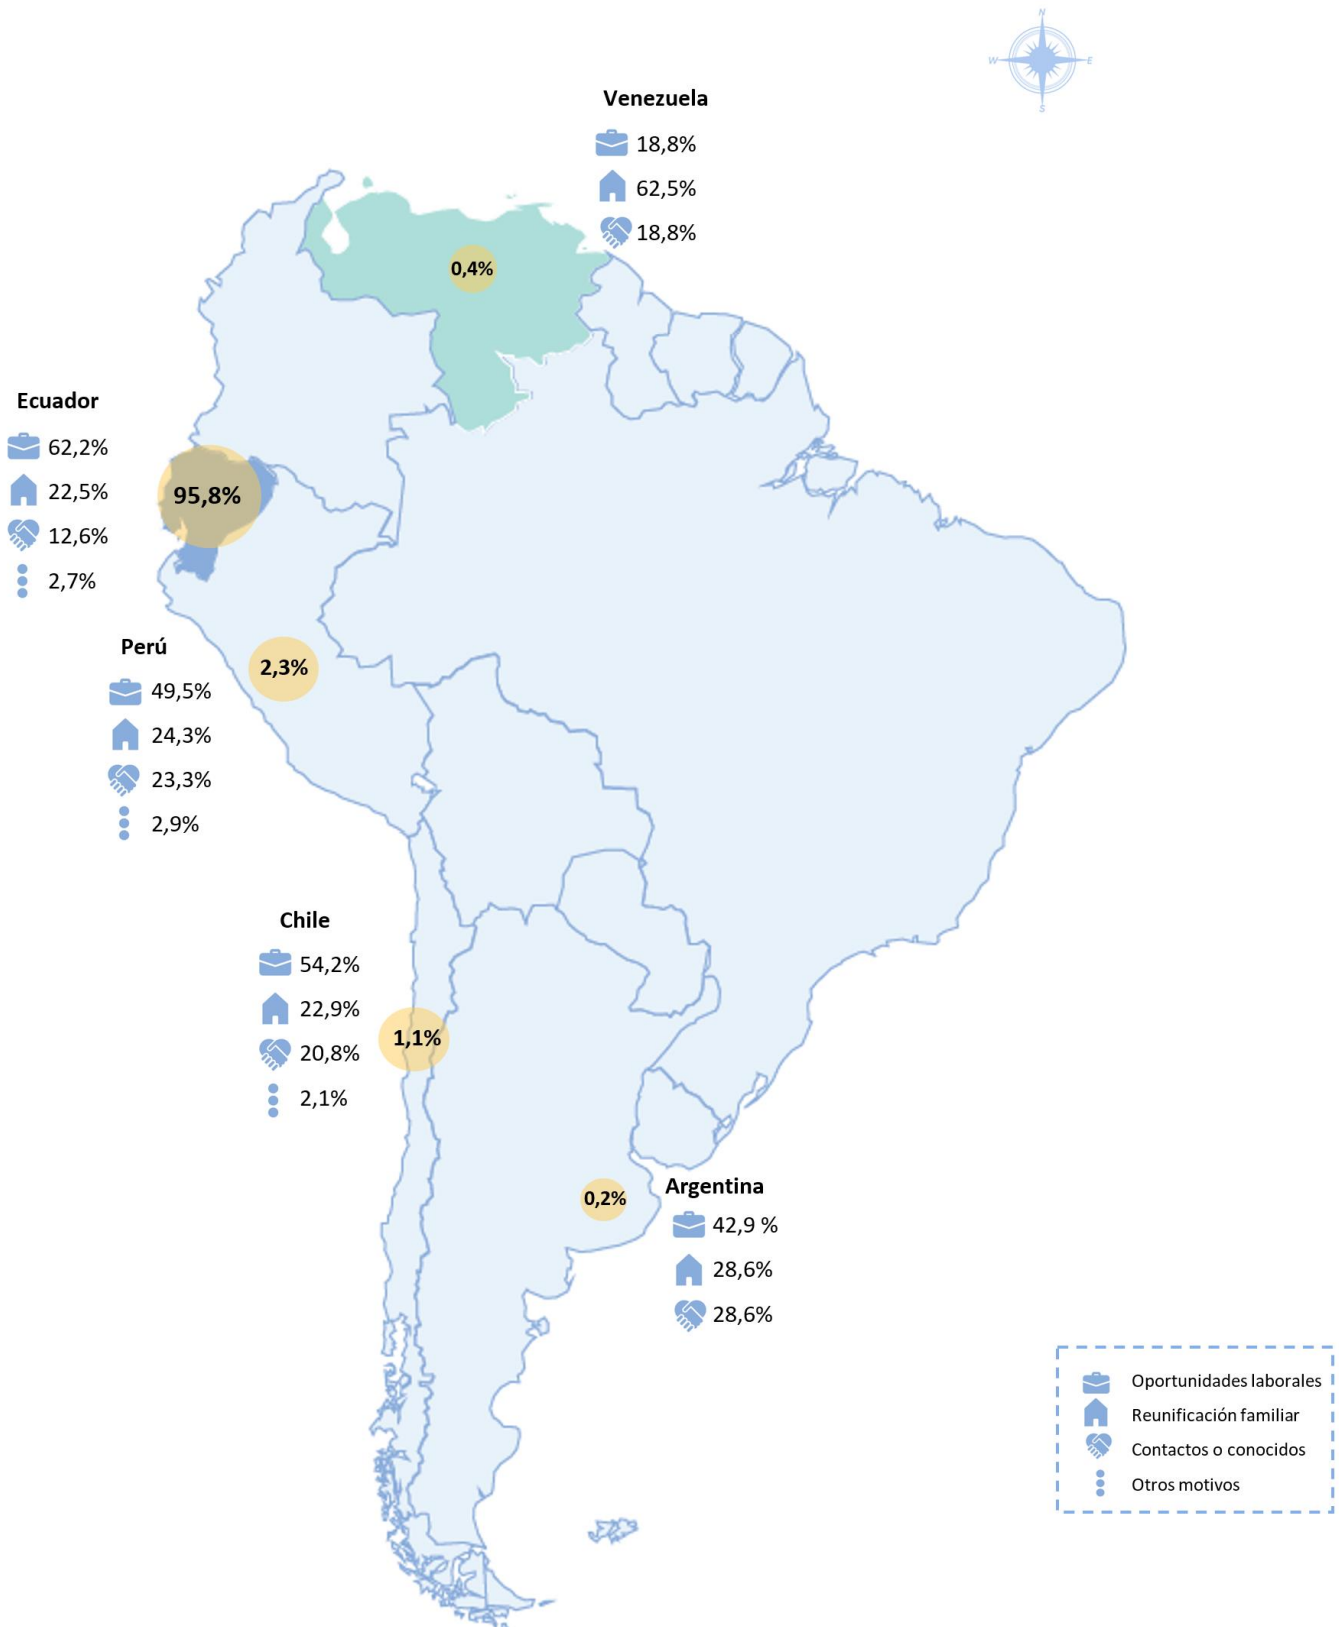 N
W
E
S
Venezuela
18,8%
62,5%
18,8%
0,4%
Ecuador
62,2%
22,5%
12,6%
2,7%
95,8%
Perú
49,5%
24,3%
23,3%
2,9%
2,3%
Chile
54,2%
22,9%
20,8%
2,1%
1,1%
Argentina
42,9 %
28,6%
28,6%
0,2%
Oportunidades laborales
Reunificación familiar
Contactos o conocidos
Otros motivos